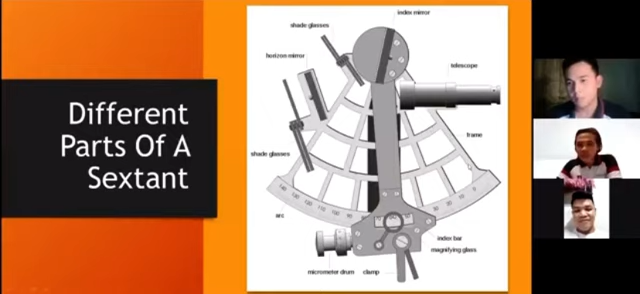 Different
Parts Of A
Sextant
index mirror
shade glasses
horizon mirror
telescope
frame
shade glasses
arc
index bar
magnifying glass
micrometer drum
clamp